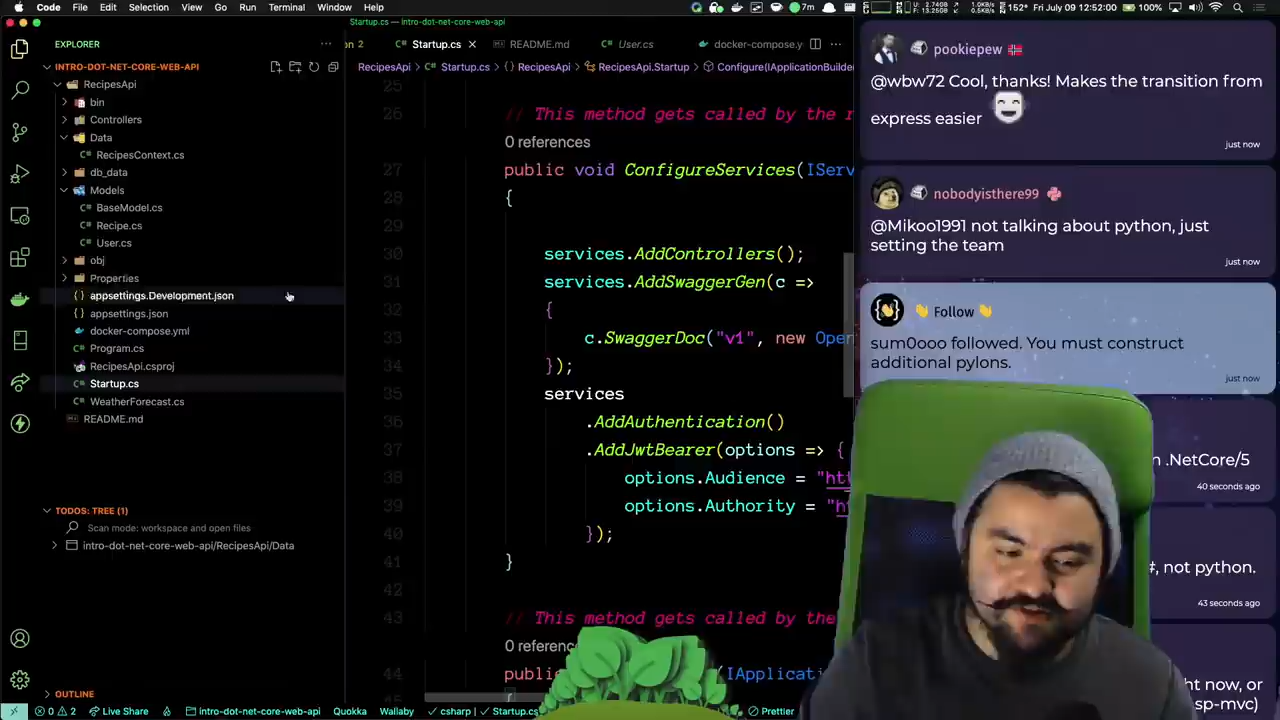 Code File Edit Selection View Go Run Terminal Window Help
7m
152° Fri July 09 12:52:00 100%
Startup.cs — intro-dot-net-core-web-api
EXPLORER
INTRO-DOT-NET-CORE-WEB-API
RecipesApi
bin
Controllers
Data
RecipesContext.cs
db_data
Models
BaseModel.cs
Recipe.cs
User.cs
obj
Properties
appsettings.Development.json
appsettings.json
docker-compose.yml
Program.cs
RecipesApi.csproj
Startup.cs
WeatherForecast.cs
README.md
TODOS: TREE (1)
Scan mode: workspace and open files
intro-dot-net-core-web-api/RecipesApi/Data
OUTLINE
on 2 Startup.cs README.md User.cs docker-compose.y
RecipesApi > Startup.cs > {} RecipesApi > RecipesApi.Startup > Configure(IApplicationBuilde
25
26 // This method gets called by the r
0 references
27 public void ConfigureServices(IServ
28 {
29
30 services.AddControllers();
31 services.AddSwaggerGen(c =>
32 {
33 c.SwaggerDoc("v1", new Open
34 });
35 services
36 .AddAuthentication()
37 .AddJwtBearer(options => {
38 options.Audience = "ht
39 options.Authority = "h
40 });
41 }
42
43 // This method gets called by the
0 referenc
44 pub (IApplicati
45 {
0 2 Live Share intro-dot-net-core-web-api Quokka Wallaby csharp | Startup.cs Prettier
pookiepew
@wbw72 Cool, thanks! Makes the transition from
express easier
just now
nobodyisthere99
@Mikoo1991 not talking about python, just
setting the team
just now
Follow
sum0ooo followed. You must construct
additional pylons.
just now
n .NetCore/5
40 seconds ago
#, not python.
43 seconds ago
ht now, or
sp-mvc)